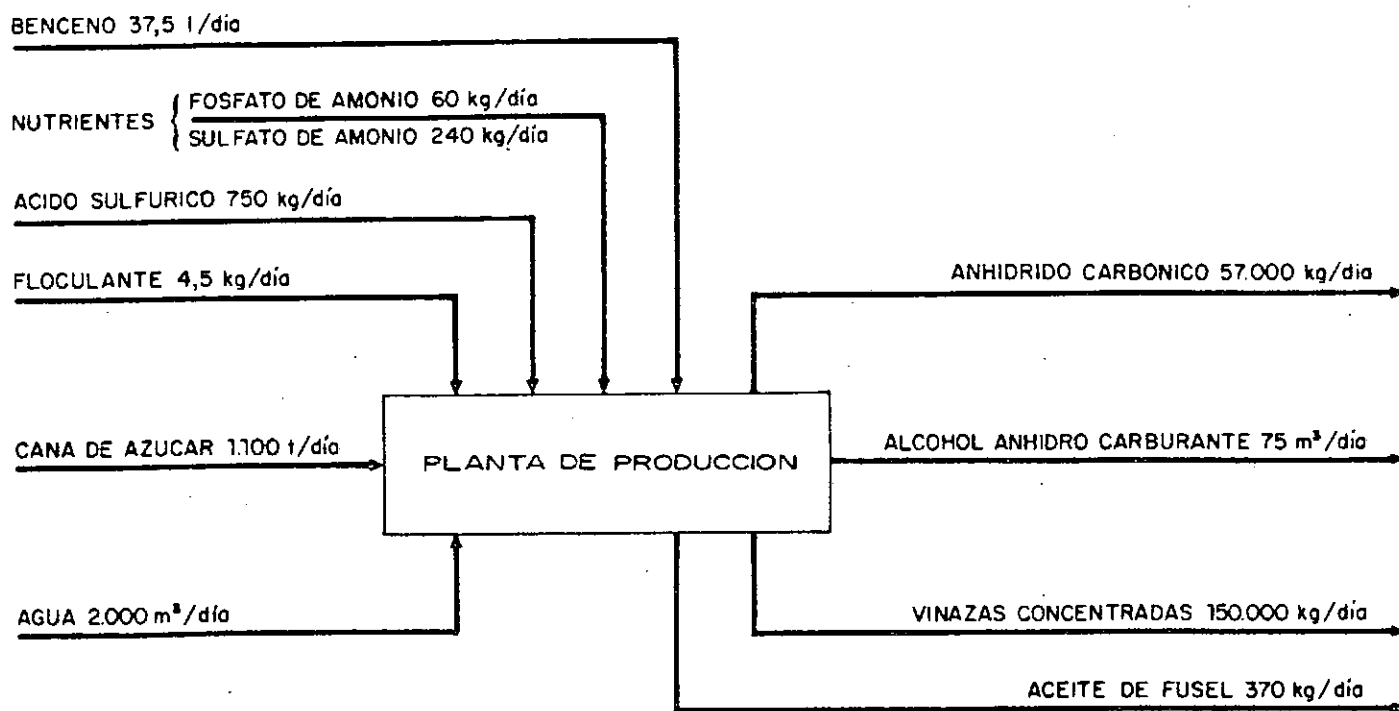 BENCENO 37,5 l/día
NUTRIENTES { FOSFATO DE AMONIO 60 kg/día
SULFATO DE AMONIO 240 kg/día
ACIDO SULFURICO 750 kg/día
FLOCULANTE 4,5 kg/día
ANHIDRIDO CARBONICO 57.000 kg/dia
CANA DE AZUCAR 1.100 t/día
PLANTA DE PRODUCCION
ALCOHOL ANHIDRO CARBURANTE 75 m³/día
AGUA 2.000 m³/día
VINAZAS CONCENTRADAS 150.000 kg/día
ACEITE DE FUSEL 370 kg/día